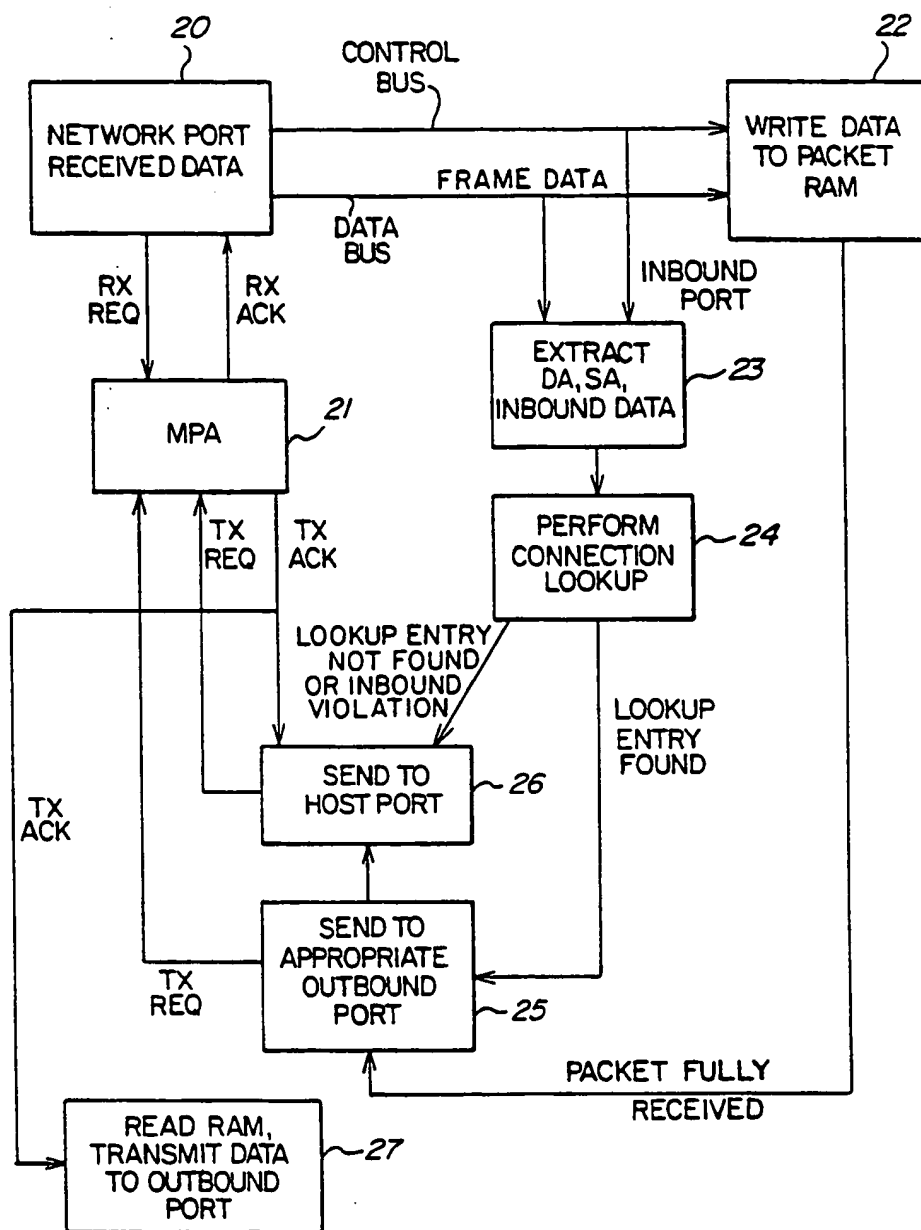 20
CONTROL
BUS
22
NETWORK PORT
RECEIVED DATA
WRITE DATA
TO PACKET
RAM
FRAME DATA
DATA
BUS
RX
REQ
RX
ACK
INBOUND
PORT
EXTRACT
DA, SA,
INBOUND DATA
23
MPA
21
TX
REQ
TX
ACK
PERFORM
CONNECTION
LOOKUP
24
LOOKUP ENTRY
NOT FOUND
OR INBOUND
VIOLATION
LOOKUP
ENTRY
FOUND
SEND TO
HOST PORT
26
TX
ACK
SEND TO
APPROPRIATE
OUTBOUND
PORT
25
TX
REQ
PACKET FULLY
RECEIVED
READ RAM,
TRANSMIT DATA
TO OUTBOUND
PORT
27